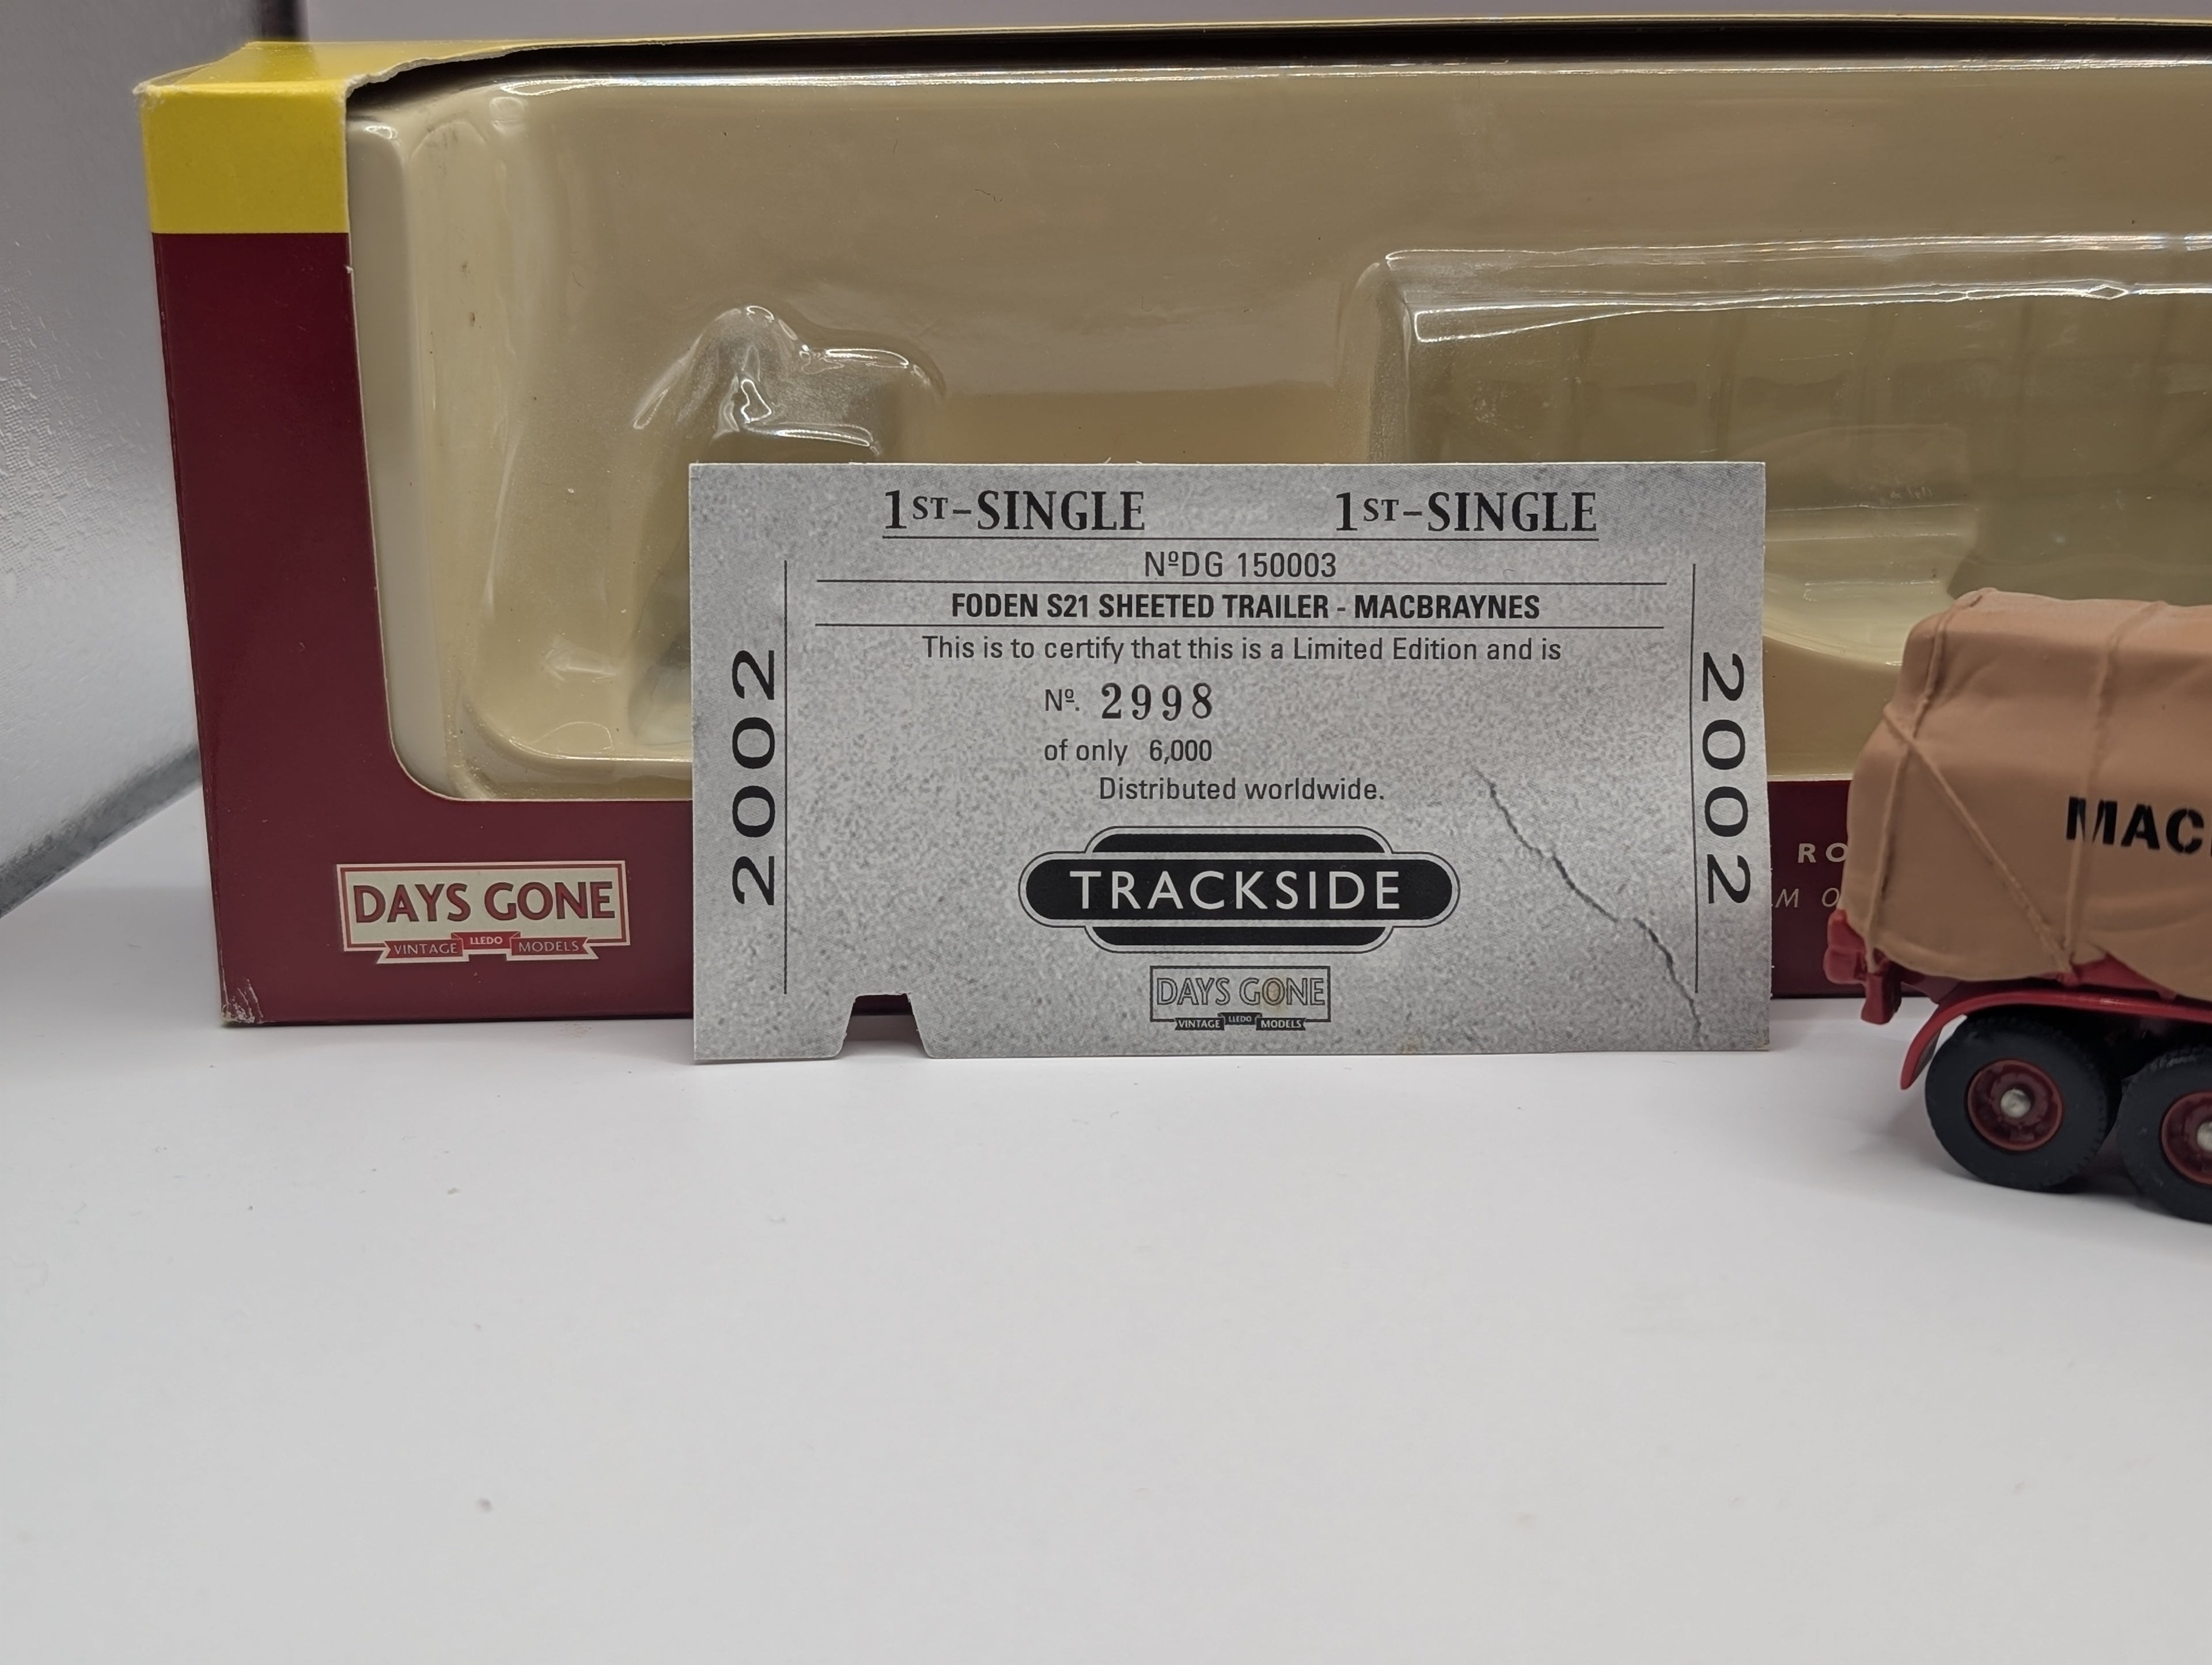 1ST–SINGLE 1ST–SINGLE
NºDG 150003
FODEN S21 SHEETED TRAILER - MACBRAYNES
This is to certify that this is a Limited Edition and is
Nº. 2998
of only 6,000
Distributed worldwide.
TRACKSIDE
DAYS GONE
VINTAGE LLEDO MODELS
2002
2002
DAYS GONE
VINTAGE LLEDO MODELS
MAC
RO
M O